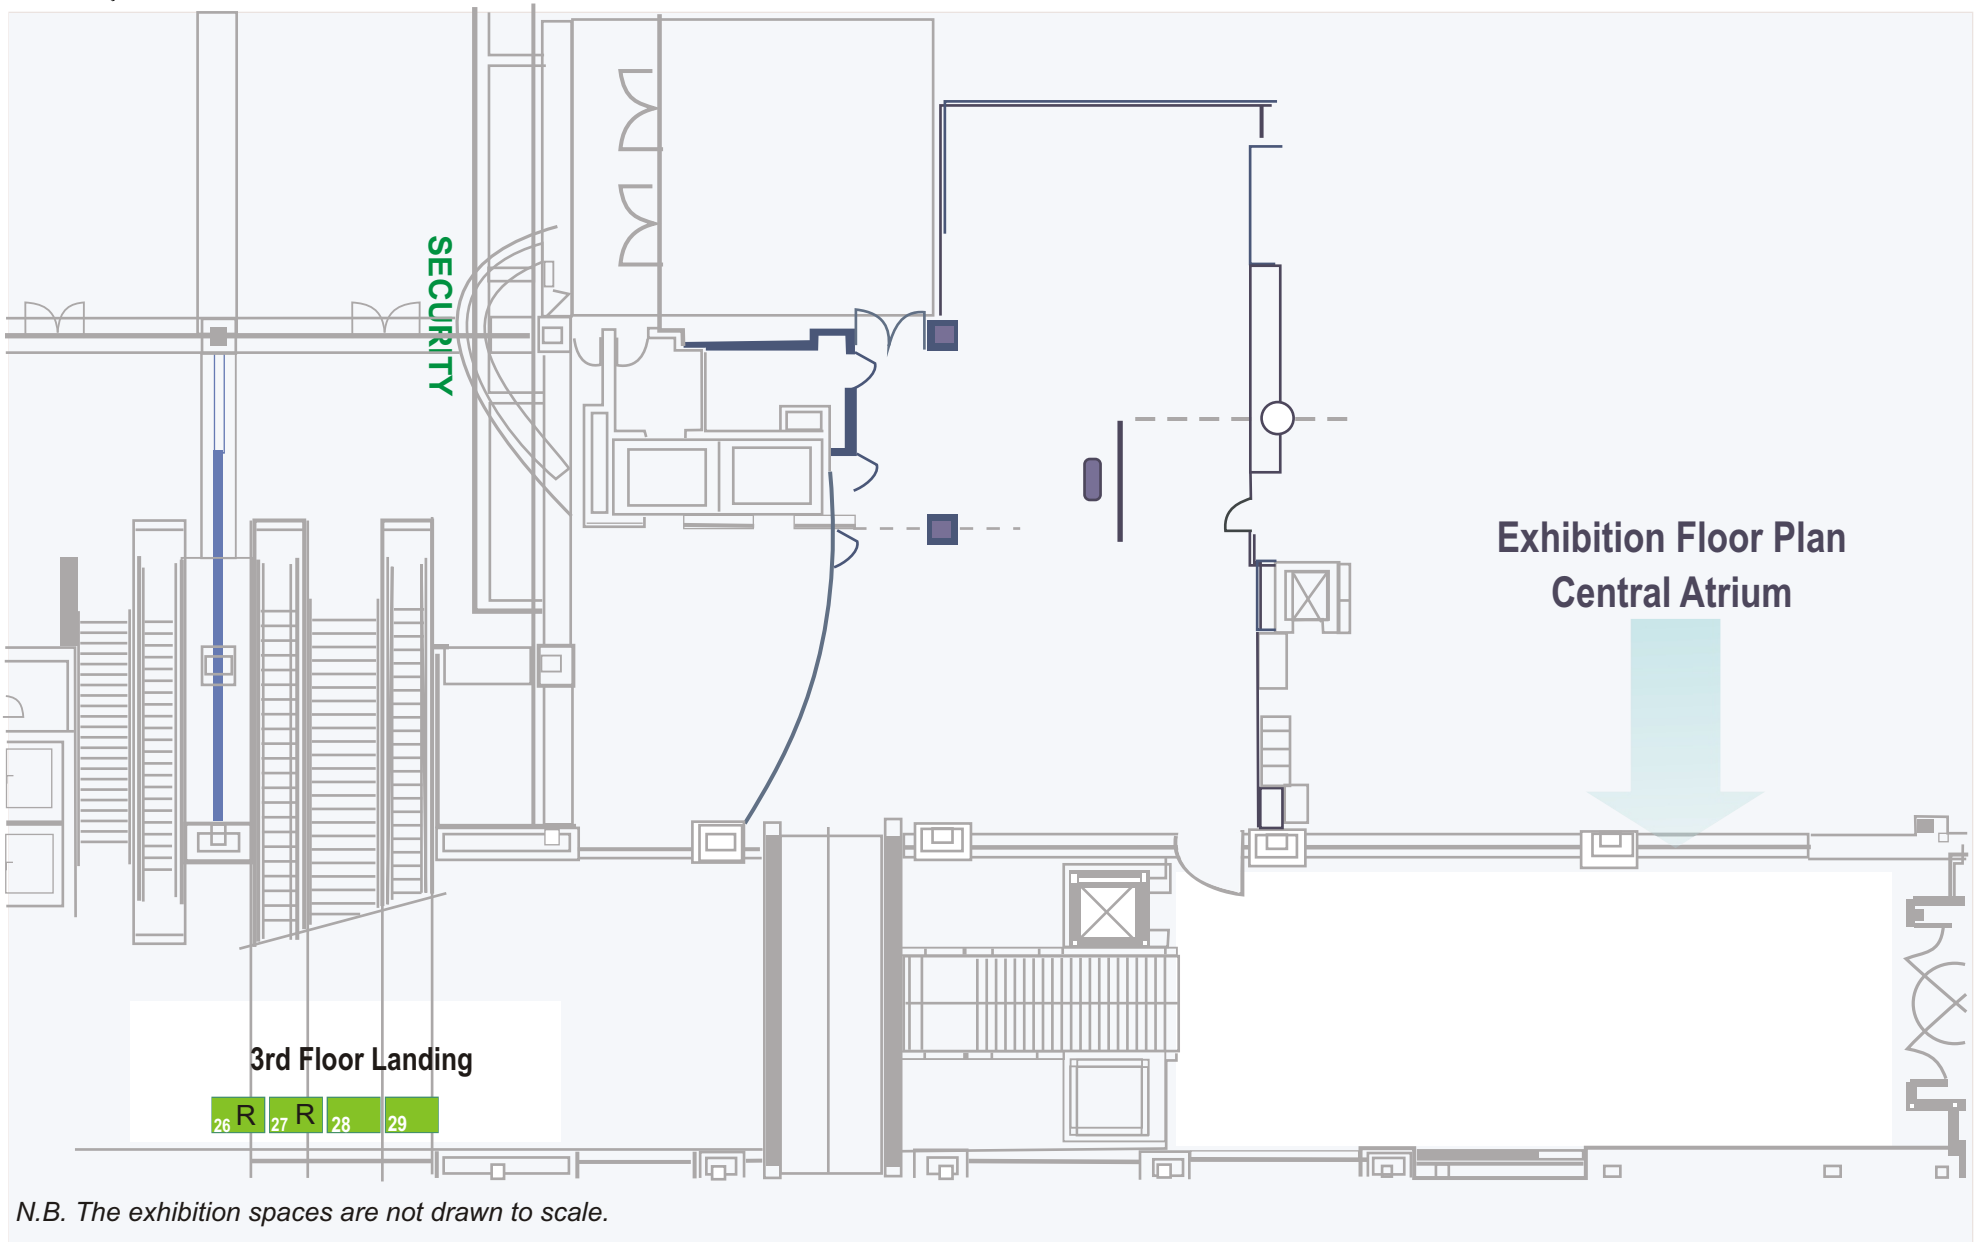 SECURITY
Exhibition Floor Plan
Central Atrium
3rd Floor Landing
26 R 27 R 28 29
N.B. The exhibition spaces are not drawn to scale.